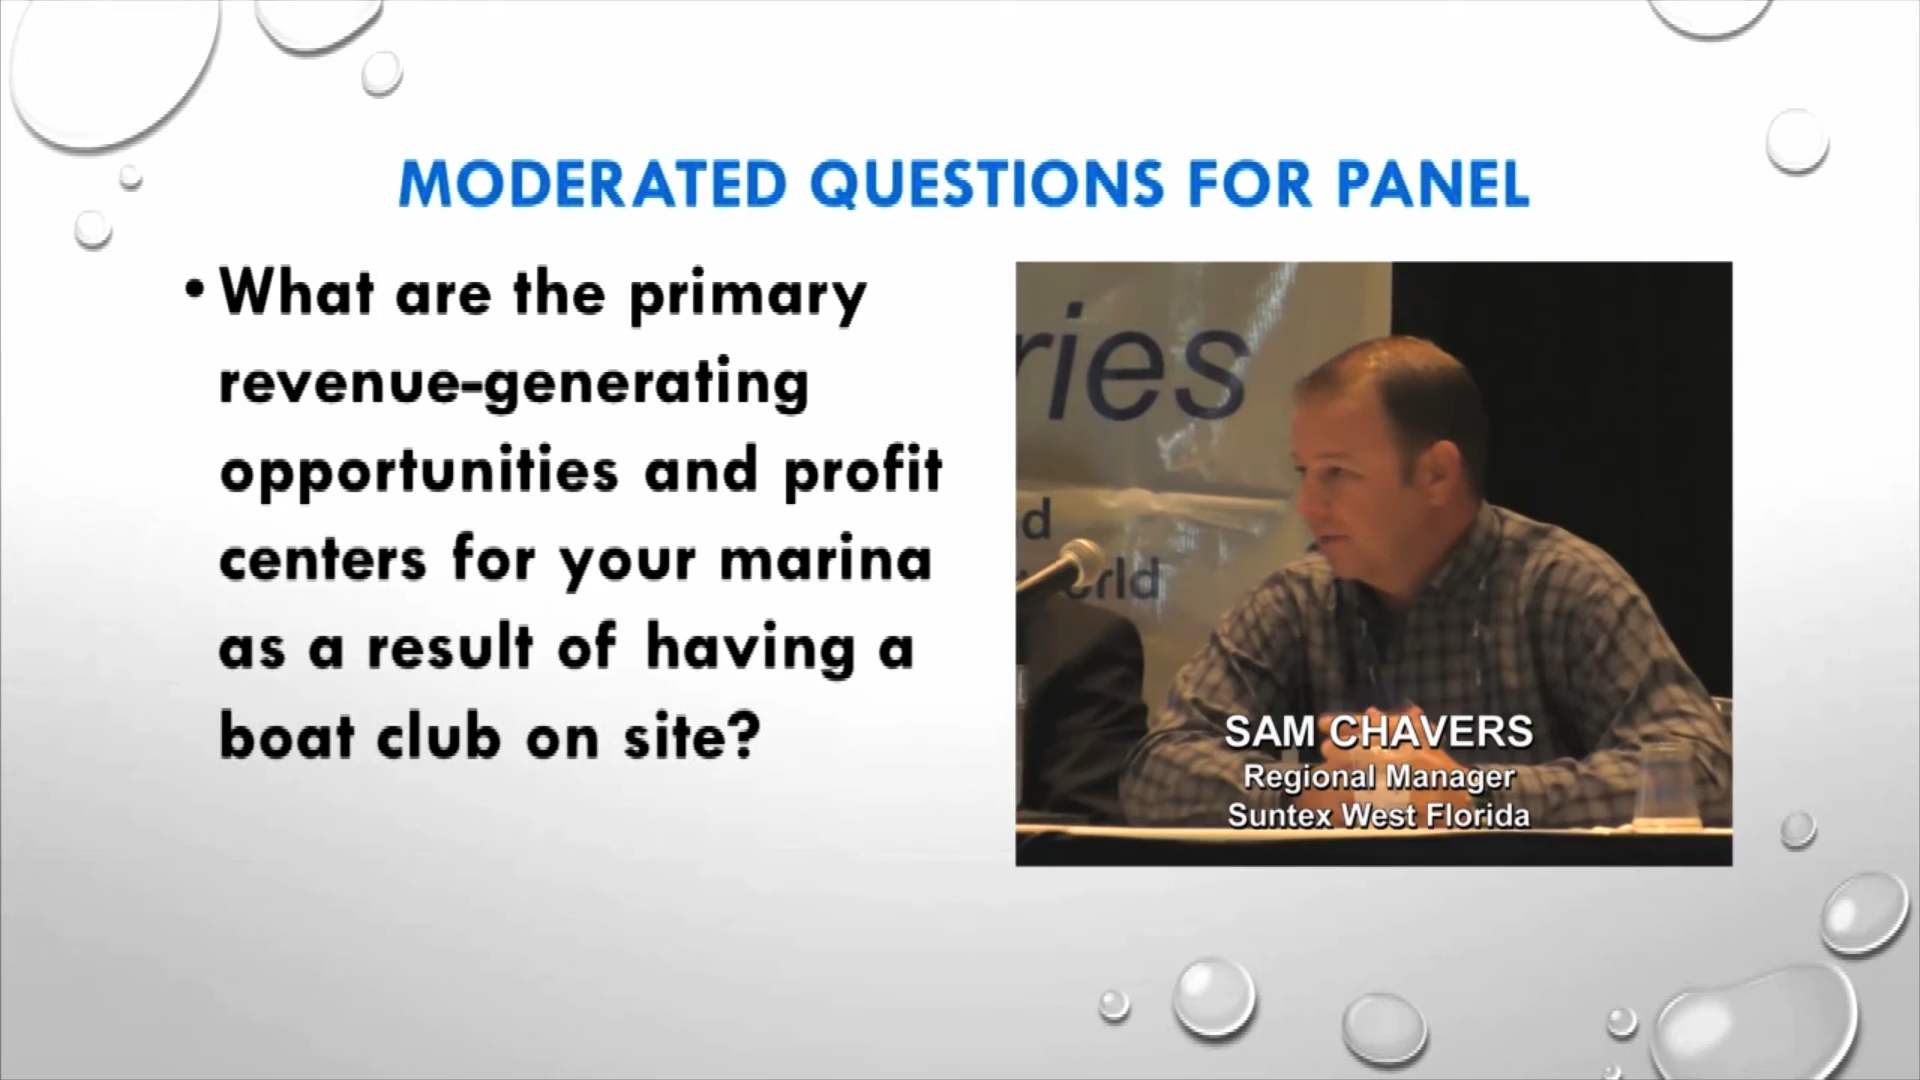 MODERATED QUESTIONS FOR PANEL
• What are the primary
revenue-generating
opportunities and profit
centers for your marina
as a result of having a
boat club on site?
ries
d
orld
SAM CHAVERS
Regional Manager
Suntex West Florida